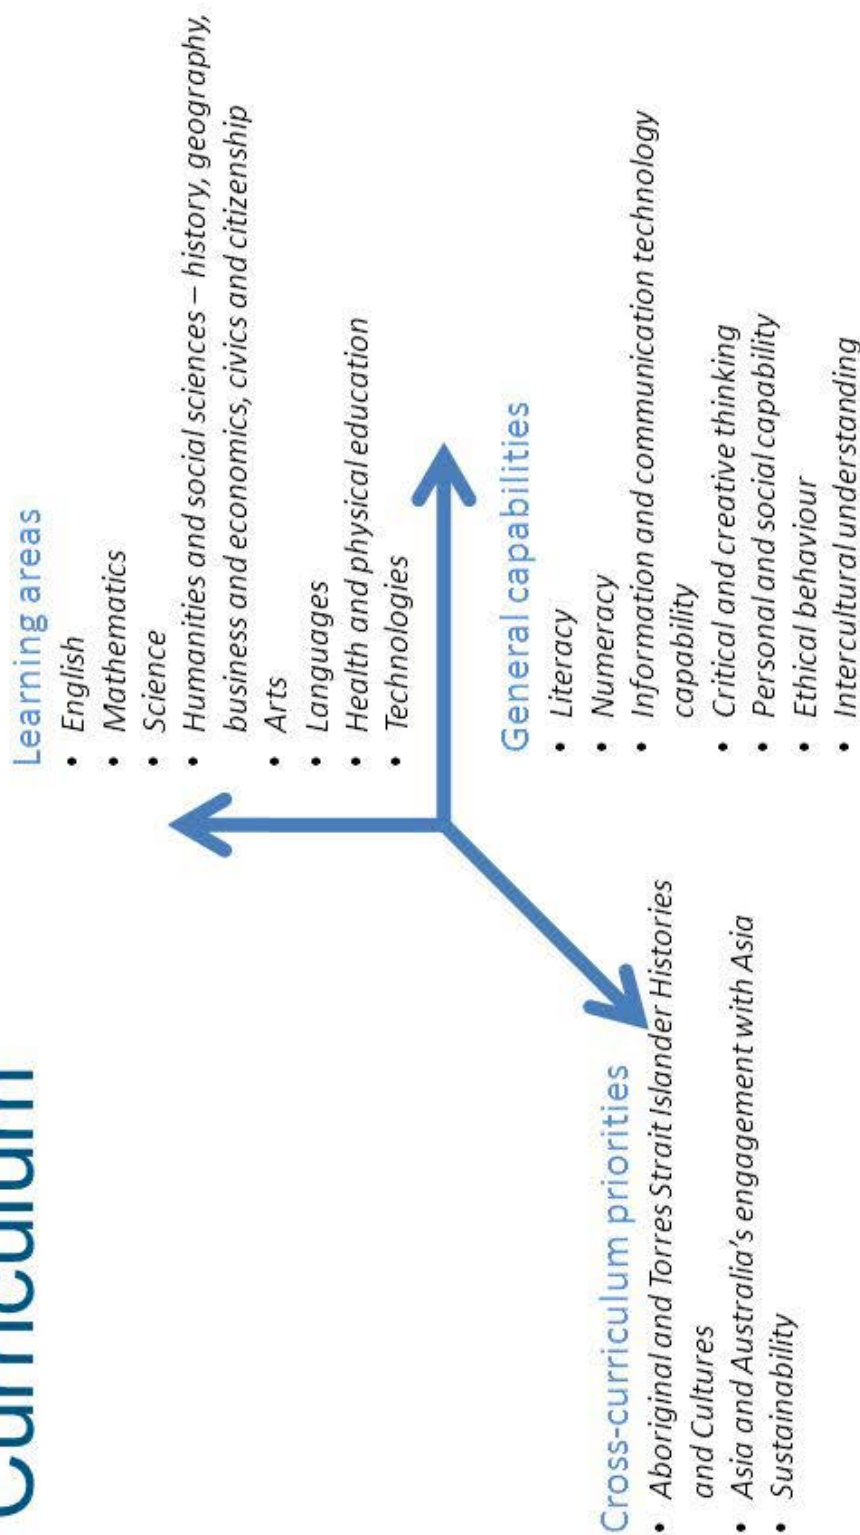 Curriculum
Learning areas
• English
• Mathematics
• Science
• Humanities and social sciences – history, geography,
business and economics, civics and citizenship
• Arts
• Languages
• Health and physical education
• Technologies
General capabilities
• Literacy
• Numeracy
• Information and communication technology
capability
• Critical and creative thinking
• Personal and social capability
• Ethical behaviour
• Intercultural understanding
Cross-curriculum priorities
• Aboriginal and Torres Strait Islander Histories
and Cultures
• Asia and Australia's engagement with Asia
• Sustainability